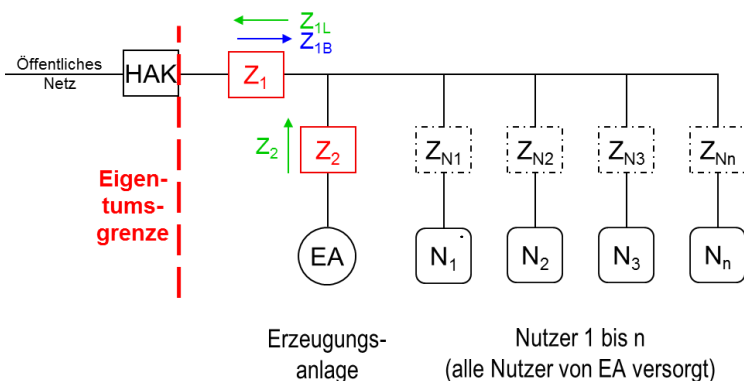 Z1L
Z1B
Öffentliches
Netz
HAK
Z1
Z2
Z2
ZN1
ZN2
ZN3
ZNn
Eigen-
tums-
grenze
EA
N1
N2
N3
Nn
Erzeugungs-
anlage
Nutzer 1 bis n
(alle Nutzer von EA versorgt)